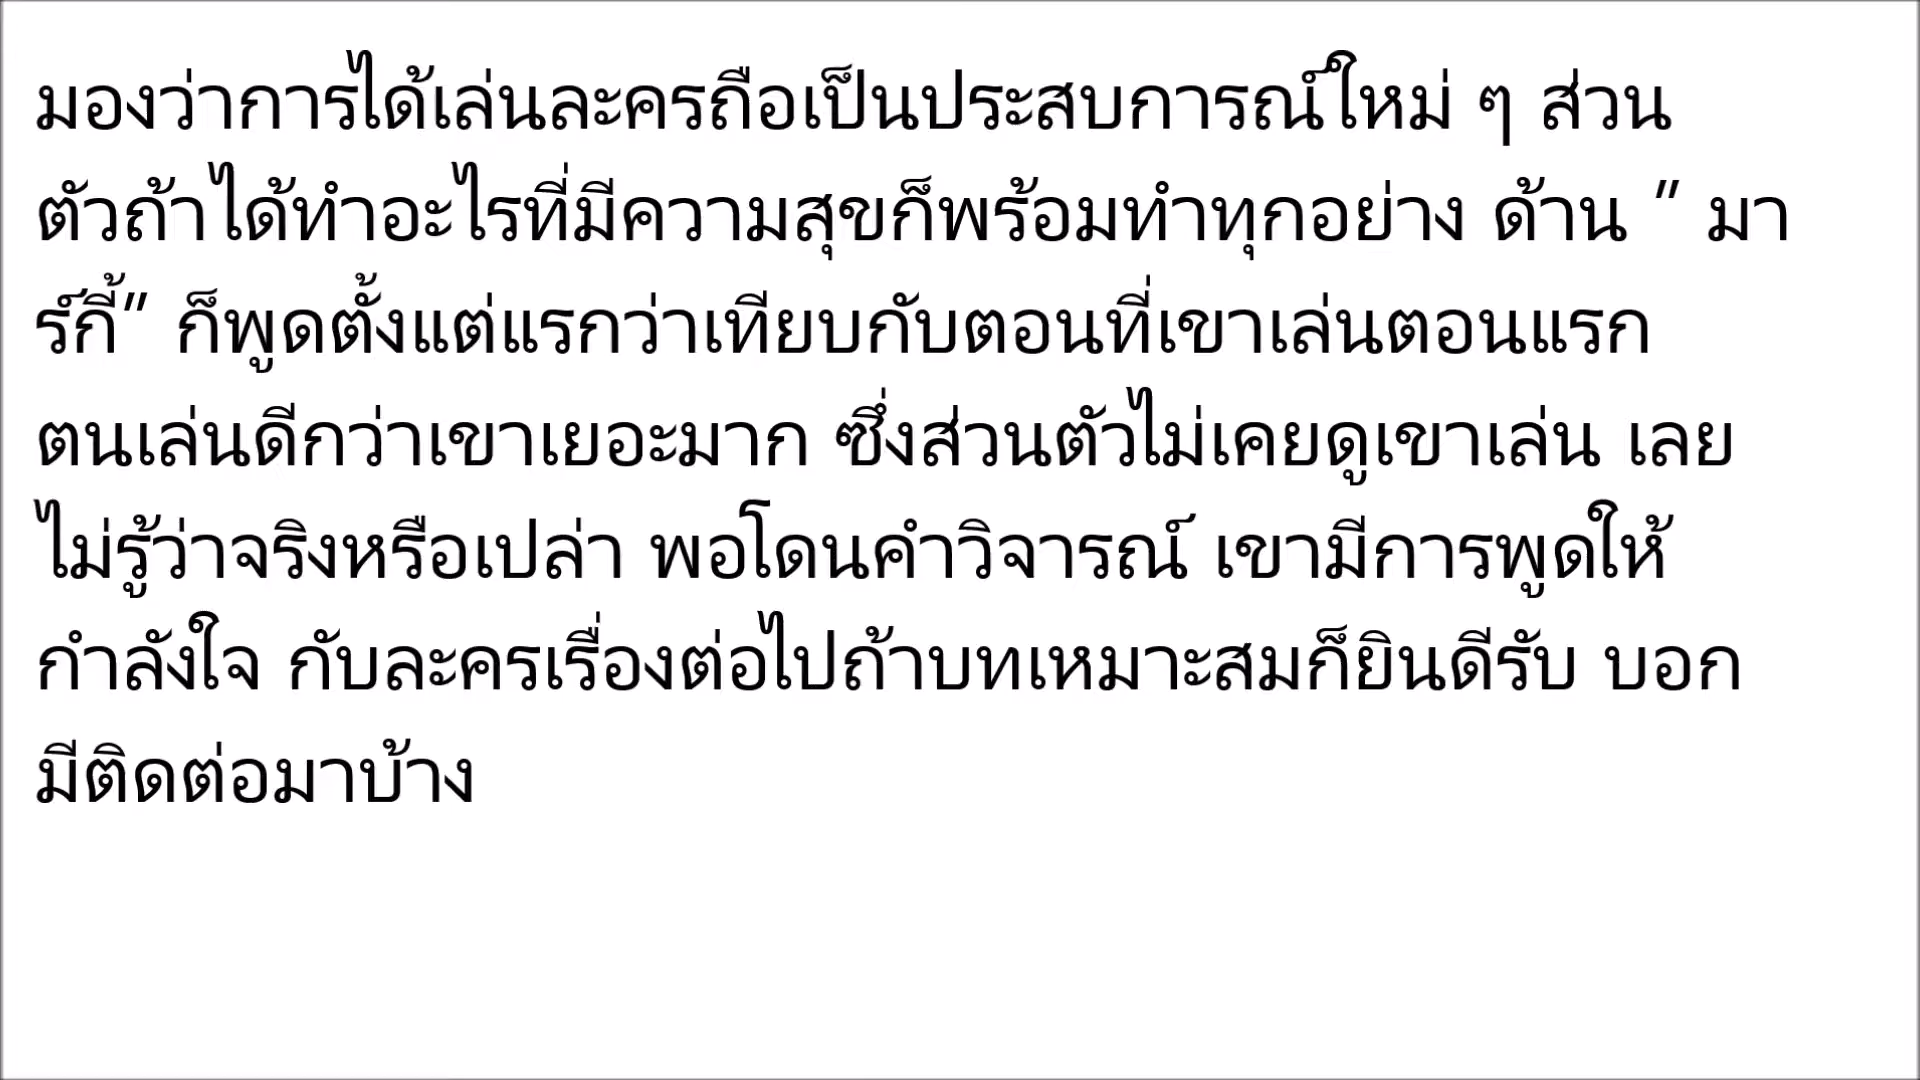 มองว่าการได้เล่นละครถือเป็นประสบการณ์ใหม่ ๆ ส่วน
ตัวถ้าได้ทำอะไรที่มีความสุขก็พร้อมทำทุกอย่าง ด้าน " มา
ร์กี้" ก็พูดตั้งแต่แรกว่าเทียบกับตอนที่เขาเล่นตอนแรก
ตนเล่นดีกว่าเขาเยอะมาก ซึ่งส่วนตัวไม่เคยดูเขาเล่น เลย
ไม่รู้ว่าจริงหรือเปล่า พอโดนคำวิจารณ์ เขามีการพูดให้
กำลังใจ กับละครเรื่องต่อไปถ้าบทเหมาะสมก็ยินดีรับ บอก
มีติดต่อมาบ้าง